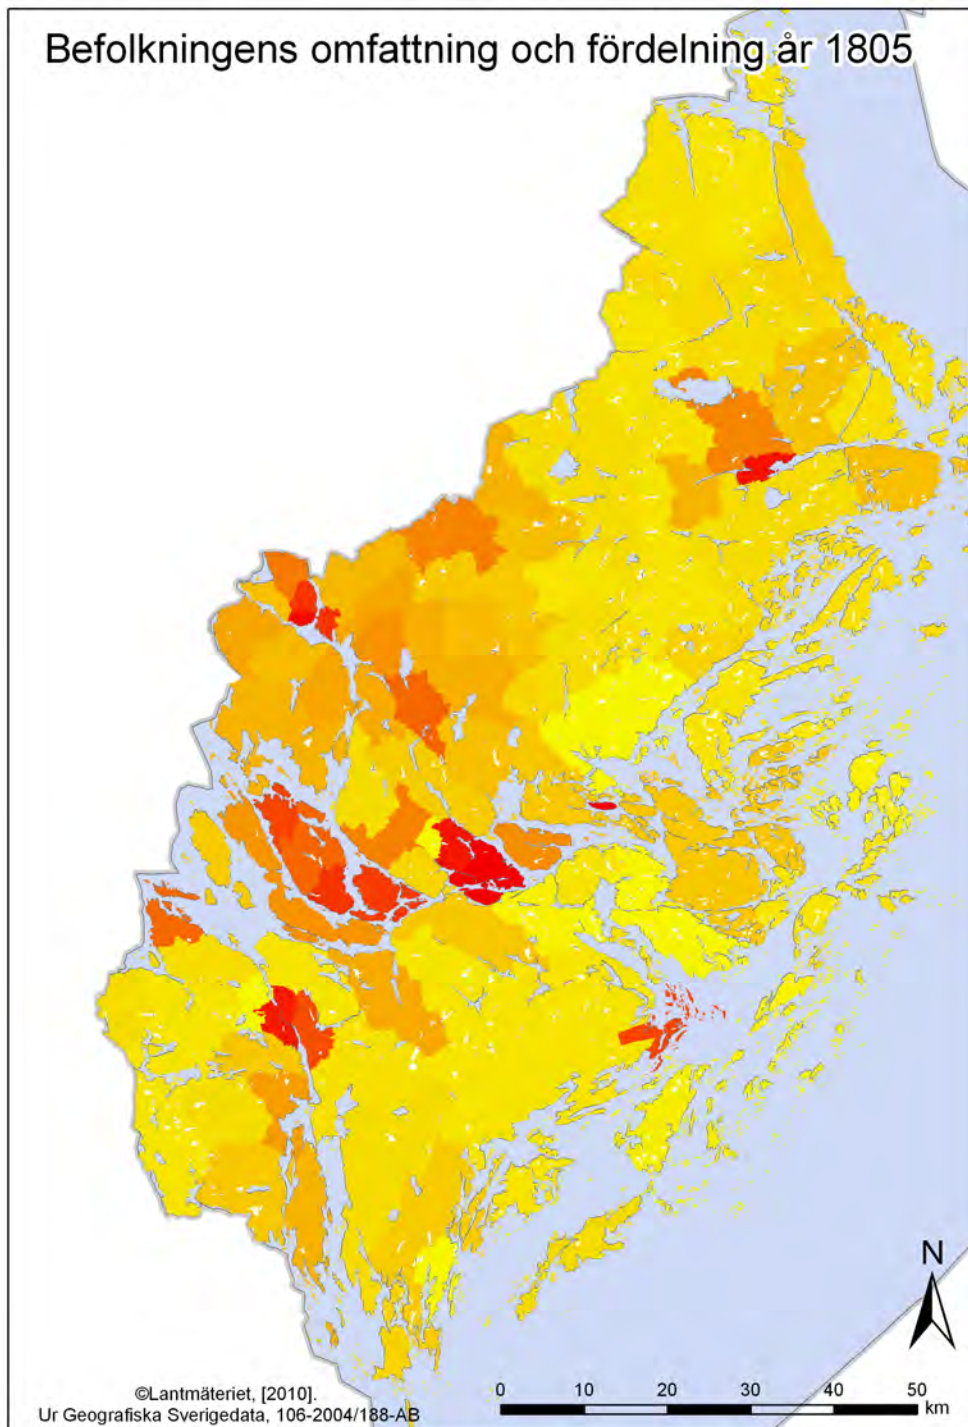 Befolkningens omfattning och fördelning år 1805
N
0 10 20 30 40 50
km
©Lantmäteriet, [2010].
Ur Geografiska Sverigedata, 106-2004/188-AB